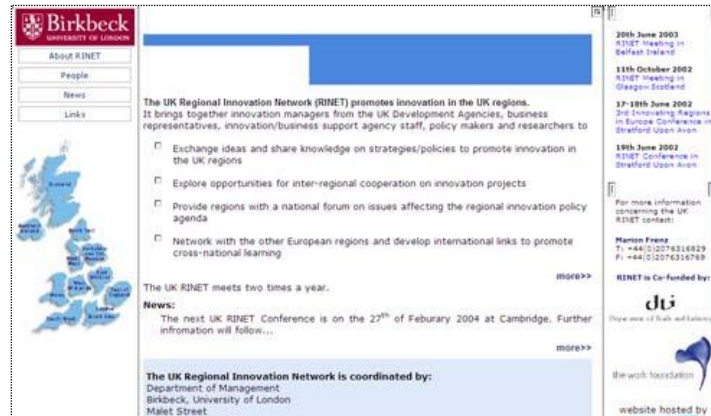 Birkbeck
UNIVERSITY OF LONDON
About RINET
People
News
Links
Scotland
The UK Regional Innovation Network (RINET) promotes innovation in the UK regions.
It brings together innovation managers from the UK Development Agencies, business
representatives, innovation/business support agency staff, policy makers and researchers to
Exchange ideas and share knowledge on strategies/policies to promote innovation in
the UK regions
Explore opportunities for inter-regional cooperation on innovation projects
Provide regions with a national forum on issues affecting the regional innovation policy
agenda
Network with the other European regions and develop international links to promote
cross-national learning
more>>
The UK RINET meets two times a year.
News:
The next UK RINET Conference is on the 27th of Feburary 2004 at Cambridge. Further
infromation will follow...
more>>
The UK Regional Innovation Network is coordinated by:
Department of Management
Birkbeck, University of London
Malet Street
20th June 2003
RINET Meeting in
Belfast Ireland
11th October 2002
RINET Meeting in
Glasgow Scotland
17-18th June 2002
3rd Innovating Regions
in Europe Conference in
Stratford Upon Avon
19th June 2002
RINET Conference in
Stratford Upon Avon
For more information
concerning the UK
RINET contact:
Marion Frenz
T: +44(0)2076316829
F: +44(0)2076316769
RINET is Co-funded by:
dti
Department of Trade and Industry
the work foundation
website hosted by